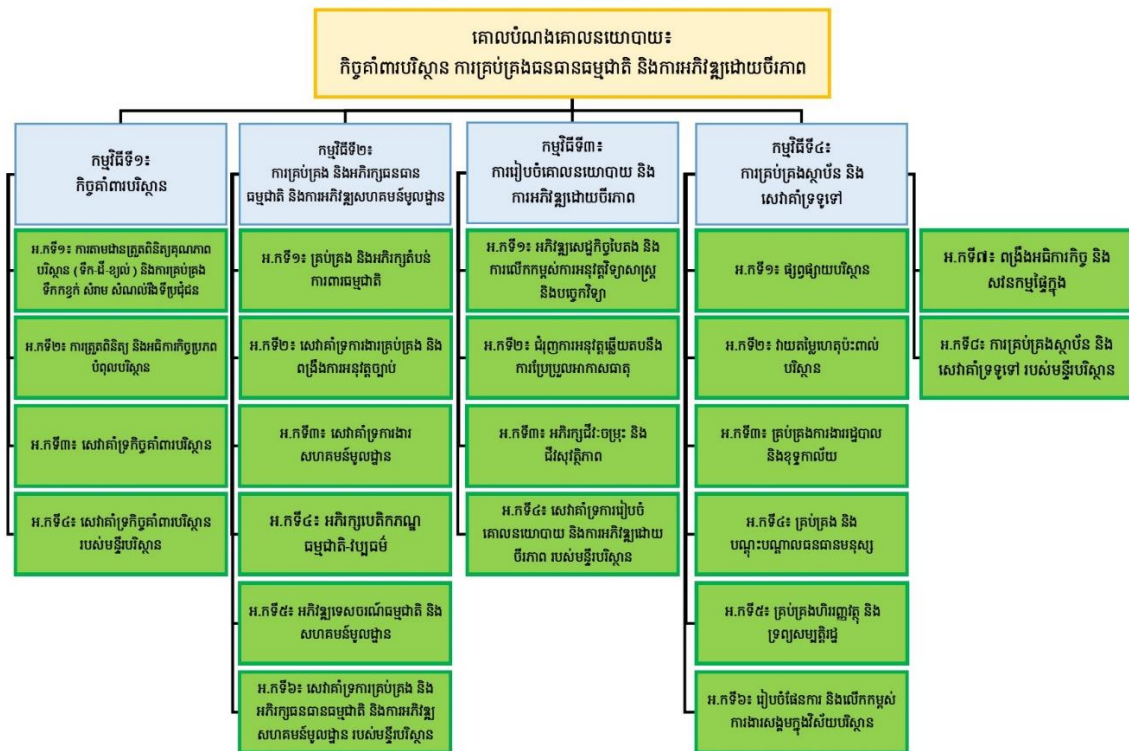 គោលបំណងគោលនយោបាយ៖
កិច្ចគាំពារបរិស្ថាន ការគ្រប់គ្រងធនធានធម្មជាតិ និងការអភិវឌ្ឍដោយចីរភាព
កម្មវិធីទី១៖
កិច្ចគាំពារបរិស្ថាន
អ.កទី១៖ ការតាមដានត្រួតពិនិត្យគុណភាព
បរិស្ថាន (ទឹក-ដី-ខ្យល់) និងការគ្រប់គ្រង
ទឹកកខ្វក់ សំរាម សំណល់រឹងទីប្រជុំជន
អ.កទី២៖ ការត្រួតពិនិត្យ និងអធិការកិច្ចប្រភព
បំពុលបរិស្ថាន
អ.កទី៣៖ សេវាគាំទ្រកិច្ចគាំពារបរិស្ថាន
អ.កទី៤៖ សេវាគាំទ្រកិច្ចគាំពារបរិស្ថាន
របស់មន្ទីរបរិស្ថាន
កម្មវិធីទី២៖
ការគ្រប់គ្រង និងអភិរក្សធនធាន
ធម្មជាតិ និងការអភិវឌ្ឍសហគមន៍មូលដ្ឋាន
អ.កទី១៖ គ្រប់គ្រង និងអភិរក្សតំបន់
ការពារធម្មជាតិ
អ.កទី២៖ សេវាគាំទ្រការងារគ្រប់គ្រង និង
ពង្រឹងការអនុវត្តច្បាប់
អ.កទី៣៖ សេវាគាំទ្រការងារ
សហគមន៍មូលដ្ឋាន
អ.កទី៤៖ អភិរក្សបេតិកភណ្ឌ
ធម្មជាតិ-វប្បធម៌
អ.កទី៥៖ អភិវឌ្ឍទេសចរណ៍ធម្មជាតិ និង
សហគមន៍មូលដ្ឋាន
អ.កទី៦៖ សេវាគាំទ្រការគ្រប់គ្រង និង
អភិរក្សធនធានធម្មជាតិ និងការអភិវឌ្ឍ
សហគមន៍មូលដ្ឋាន របស់មន្ទីរបរិស្ថាន
កម្មវិធីទី៣៖
ការរៀបចំគោលនយោបាយ និង
ការអភិវឌ្ឍដោយចីរភាព
អ.កទី១៖ អភិវឌ្ឍសេដ្ឋកិច្ចបៃតង និង
ការលើកកម្ពស់ការអនុវត្តវិទ្យាសាស្ត្រ
និងបច្ចេកវិទ្យា
អ.កទី២៖ ជំរុញការអនុវត្តឆ្លើយតបនឹង
ការប្រែប្រួលអាកាសធាតុ
អ.កទី៣៖ អភិរក្សជីវៈចម្រុះ និង
ជីវសុវត្ថិភាព
អ.កទី៤៖ សេវាគាំទ្រការរៀបចំ
គោលនយោបាយ និងការអភិវឌ្ឍដោយ
ចីរភាព របស់មន្ទីរបរិស្ថាន
កម្មវិធីទី៤៖
ការគ្រប់គ្រងស្ថាប័ន និង
សេវាគាំទ្រទូទៅ
អ.កទី១៖ ផ្សព្វផ្សាយបរិស្ថាន
អ.កទី២៖ វាយតម្លៃហេតុប៉ះពាល់
បរិស្ថាន
អ.កទី៣៖ គ្រប់គ្រងការងាររដ្ឋបាល
និងខុទ្ទកាល័យ
អ.កទី៤៖ គ្រប់គ្រង និង
បណ្ដុះបណ្ដាលធនធានមនុស្ស
អ.កទី៥៖ គ្រប់គ្រងហិរញ្ញវត្ថុ និង
ទ្រព្យសម្បត្តិរដ្ឋ
អ.កទី៦៖ រៀបចំផែនការ និងលើកកម្ពស់
ការងារសង្គមក្នុងវិស័យបរិស្ថាន
អ.កទី៧៖ ពង្រឹងអធិការកិច្ច និង
សវនកម្មផ្ទៃក្នុង
អ.កទី៨៖ ការគ្រប់គ្រងស្ថាប័ន និង
សេវាគាំទ្រទូទៅ របស់មន្ទីរបរិស្ថាន